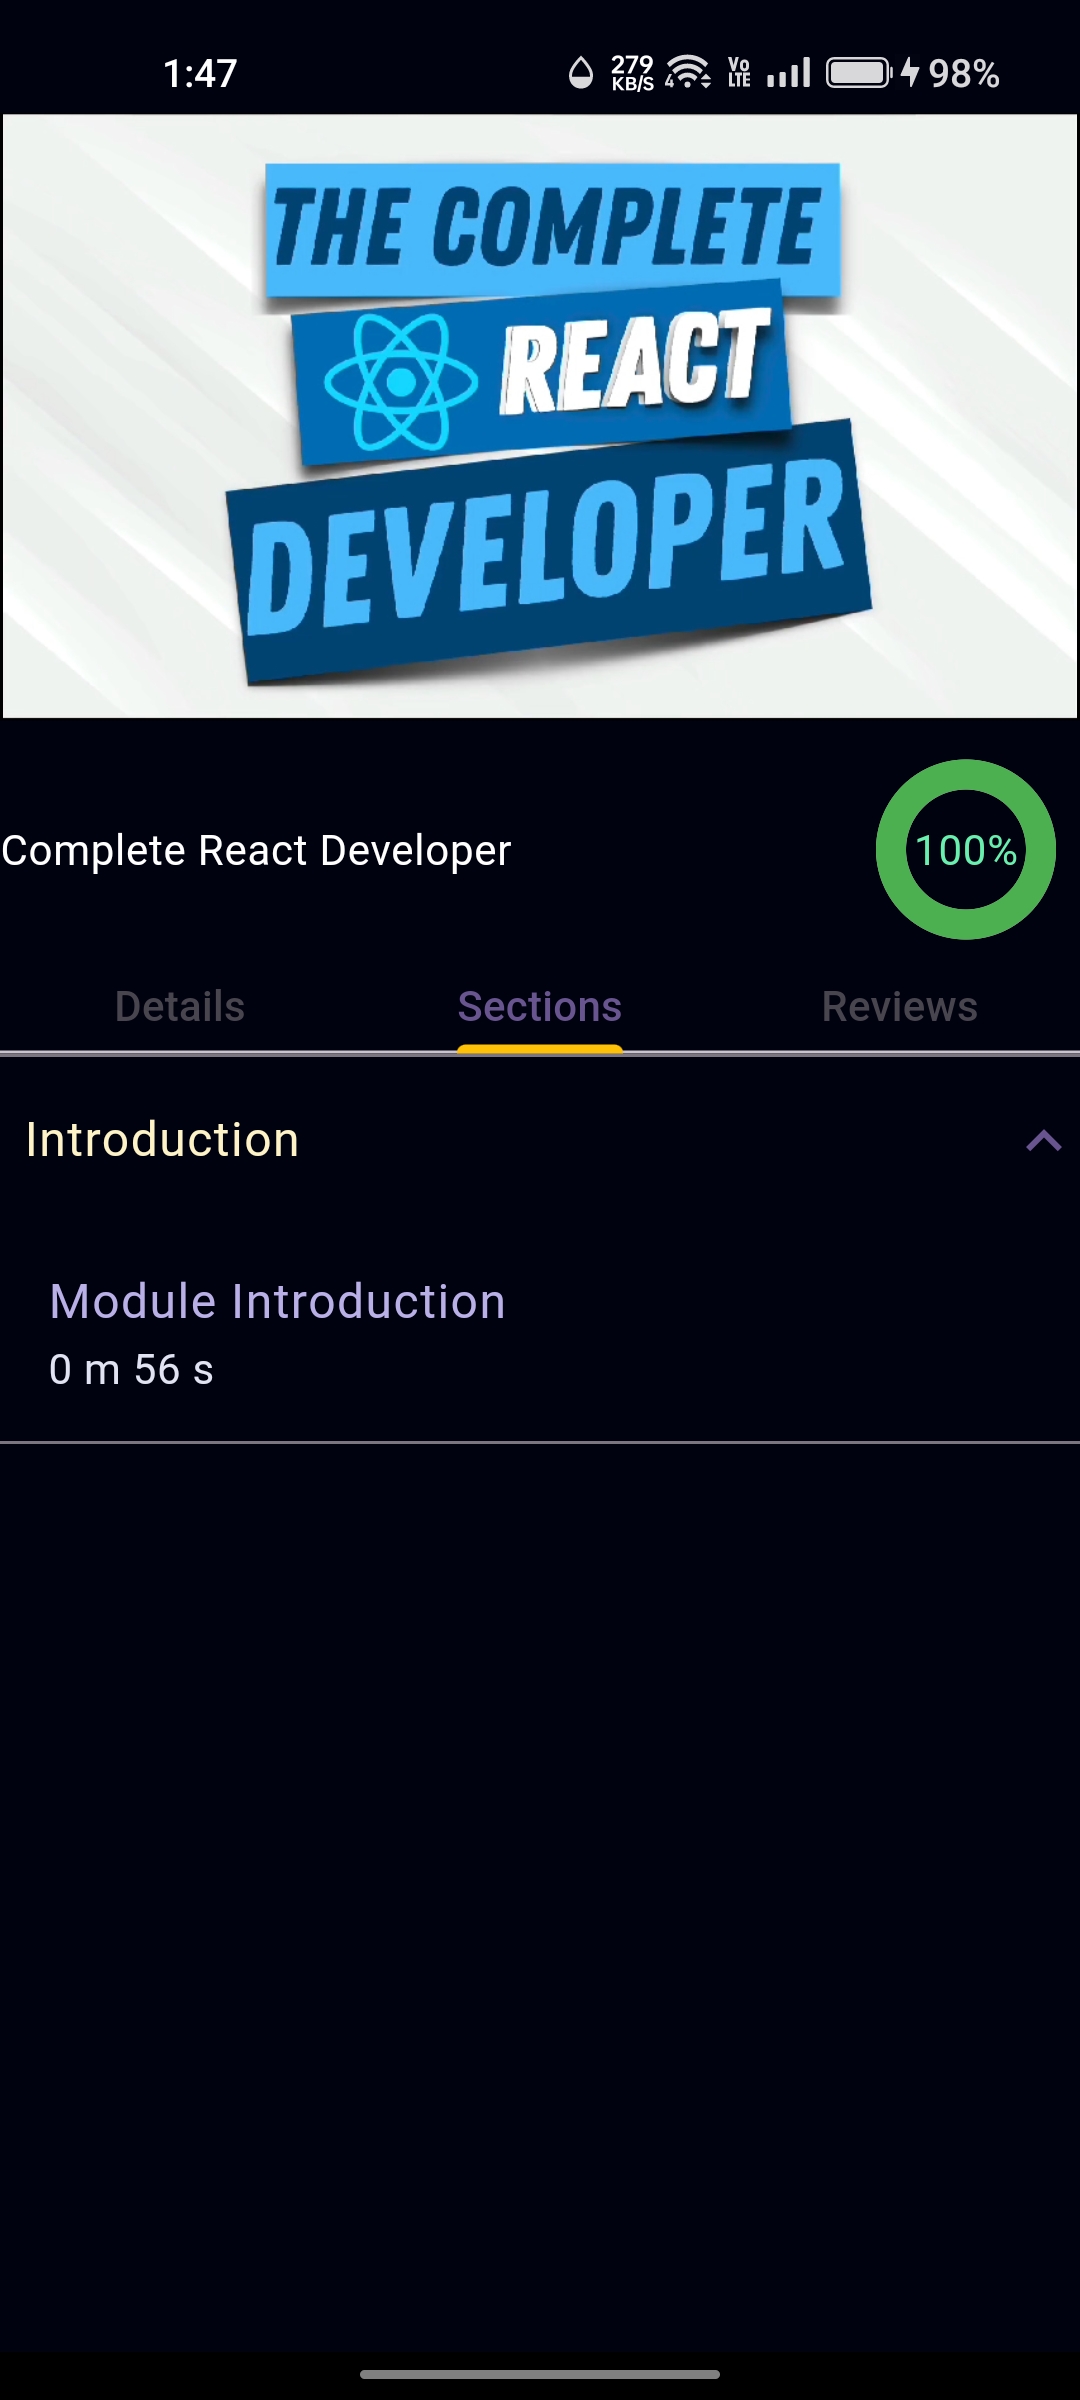 1:47
279
KB/S
4
Vo
LTE
98%
THE COMPLETE
REACT
DEVELOPER
Complete React Developer
100%
Details
Sections
Reviews
Introduction
Module Introduction
0 m 56 s